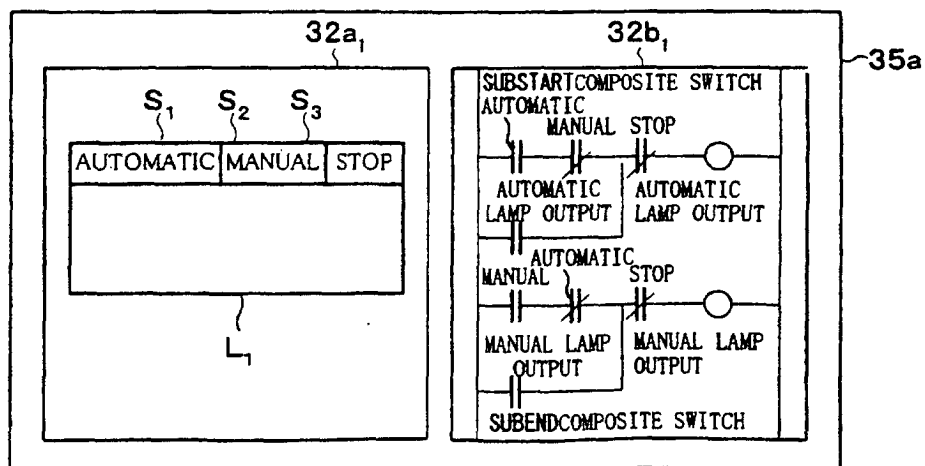 32a₁
32b₁
35a
S₁ S₂ S₃
AUTOMATIC MANUAL STOP
L₁
SUBSTARTCOMPOSITE SWITCH
AUTOMATIC
MANUAL STOP
AUTOMATIC
LAMP OUTPUT
AUTOMATIC
LAMP OUTPUT
AUTOMATIC
MANUAL
STOP
MANUAL LAMP
OUTPUT
MANUAL LAMP
OUTPUT
SUBENDCOMPOSITE SWITCH